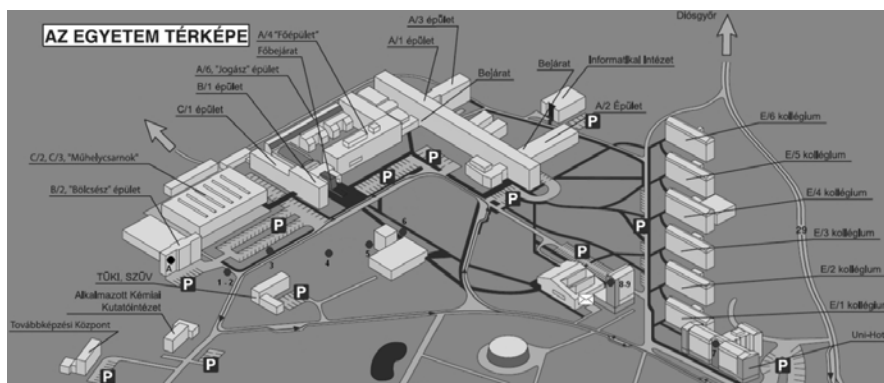 AZ EGYETEM TÉRKÉPE
A/4 "Főépület"
Főbejárat
A/6, "Jogász" épület
B/1 épület
C/1 épület
C/2, C/3, "Műhelycsarnok"
B/2, "Bölcsész" épület
A/3 épület
A/1 épület
Bejárat
Bejárat
Informatikai Intézet
A/2 Épület
Diósgyőr
E/6 kollégium
E/5 kollégium
E/4 kollégium
E/3 kollégium
E/2 kollégium
E/1 kollégium
Uni-Hot
29
TÜKI, SZÜV
Alkalmazott Kémiai
Kutatóintézet
Továbbképzési Központ
A
1 - 2
3
4
5
6
7
8-9
P
P
P
P
P
P
P
P
P
P
P
P
P